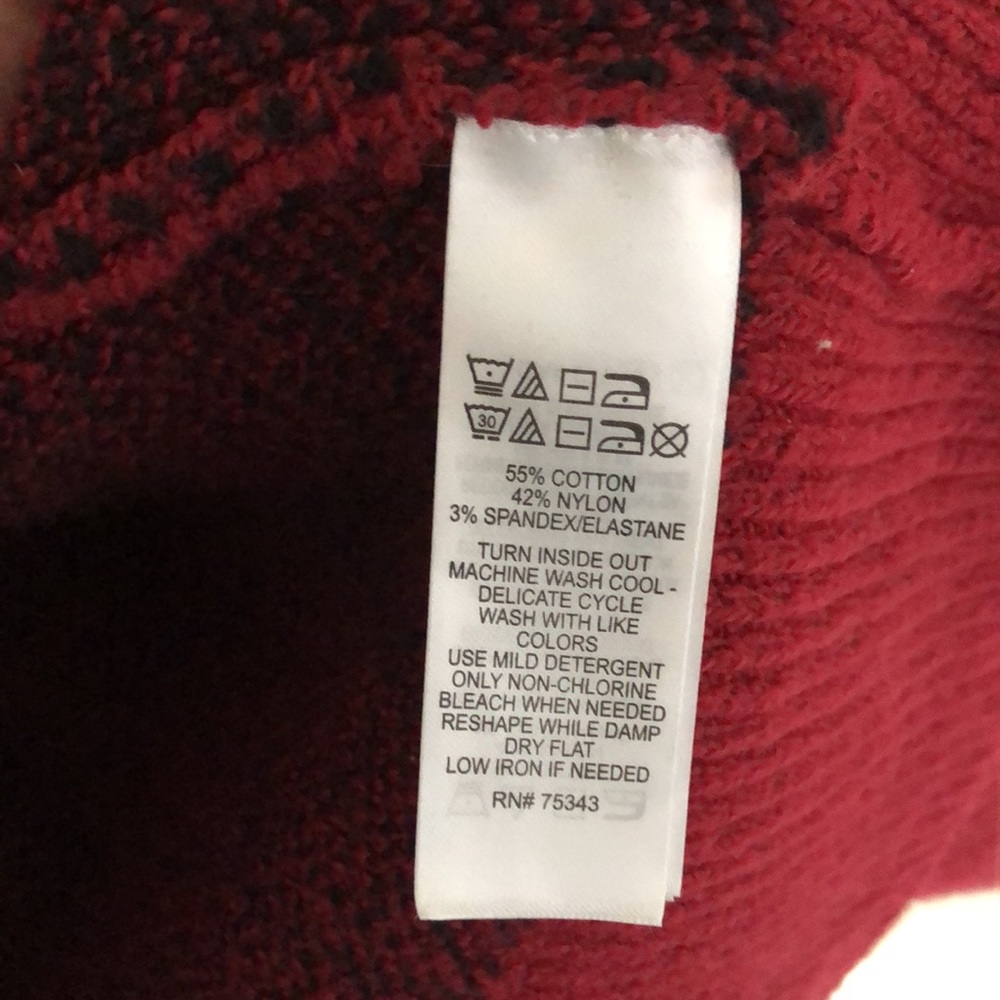 30
55% COTTON
42% NYLON
3% SPANDEX/ELASTANE
TURN INSIDE OUT
MACHINE WASH COOL -
DELICATE CYCLE
WASH WITH LIKE
COLORS
USE MILD DETERGENT
ONLY NON-CHLORINE
BLEACH WHEN NEEDED
RESHAPE WHILE DAMP
DRY FLAT
LOW IRON IF NEEDED
RN# 75343